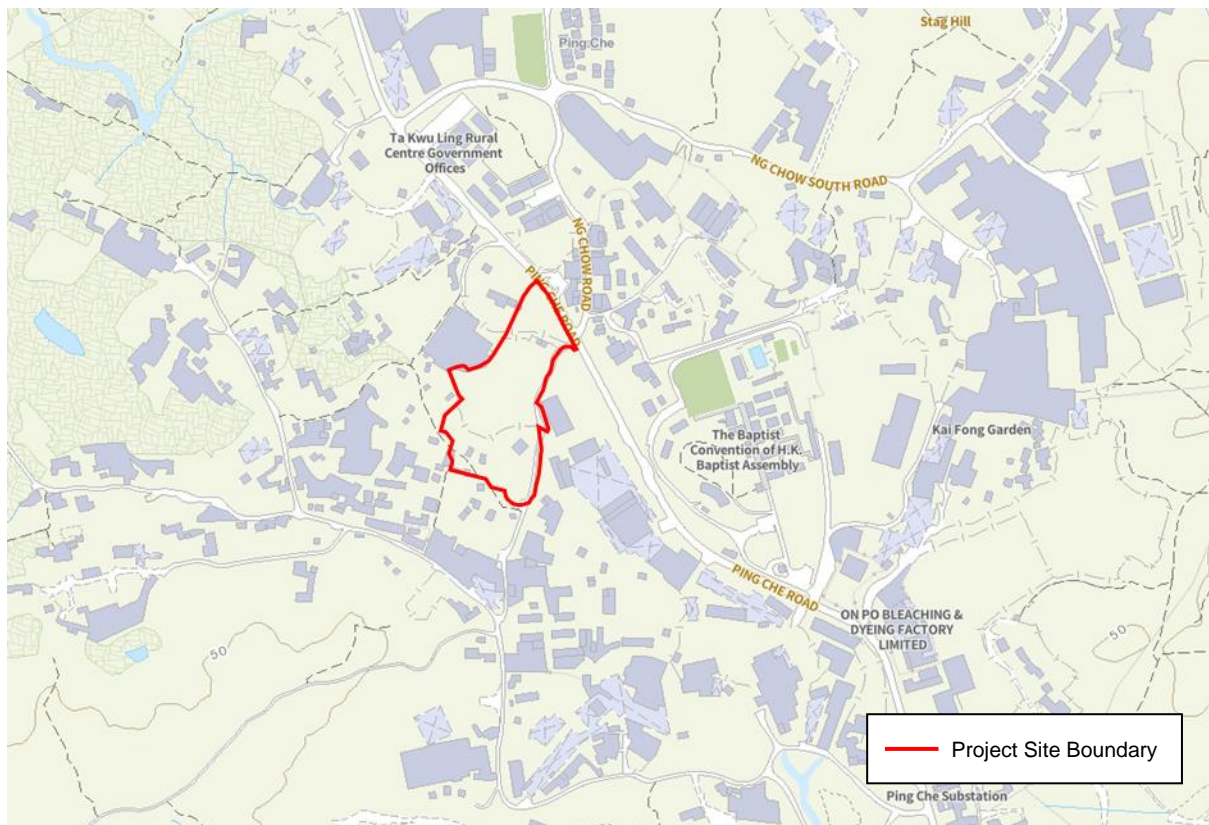 Stag Hill
Ping Che
Ta Kwu Ling Rural
Centre Government
Offices
NG CHOW SOUTH ROAD
NG CHOW ROAD
PING CHE ROAD
The Baptist
Convention of H.K.
Baptist Assembly
Kai Fong Garden
PING CHE ROAD
ON PO BLEACHING &
DYEING FACTORY
LIMITED
50
50
Project Site Boundary
Ping Che Substation